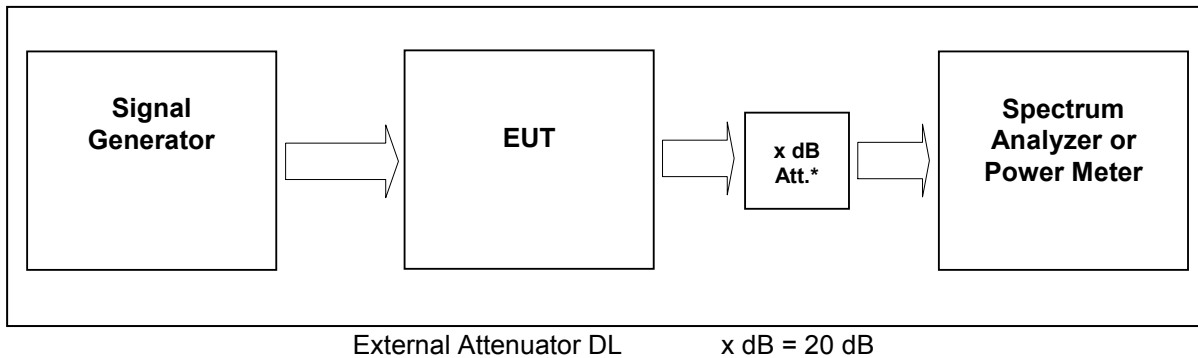 Signal
Generator
EUT
x dB
Att.*
Spectrum
Analyzer or
Power Meter
External Attenuator DL x dB = 20 dB